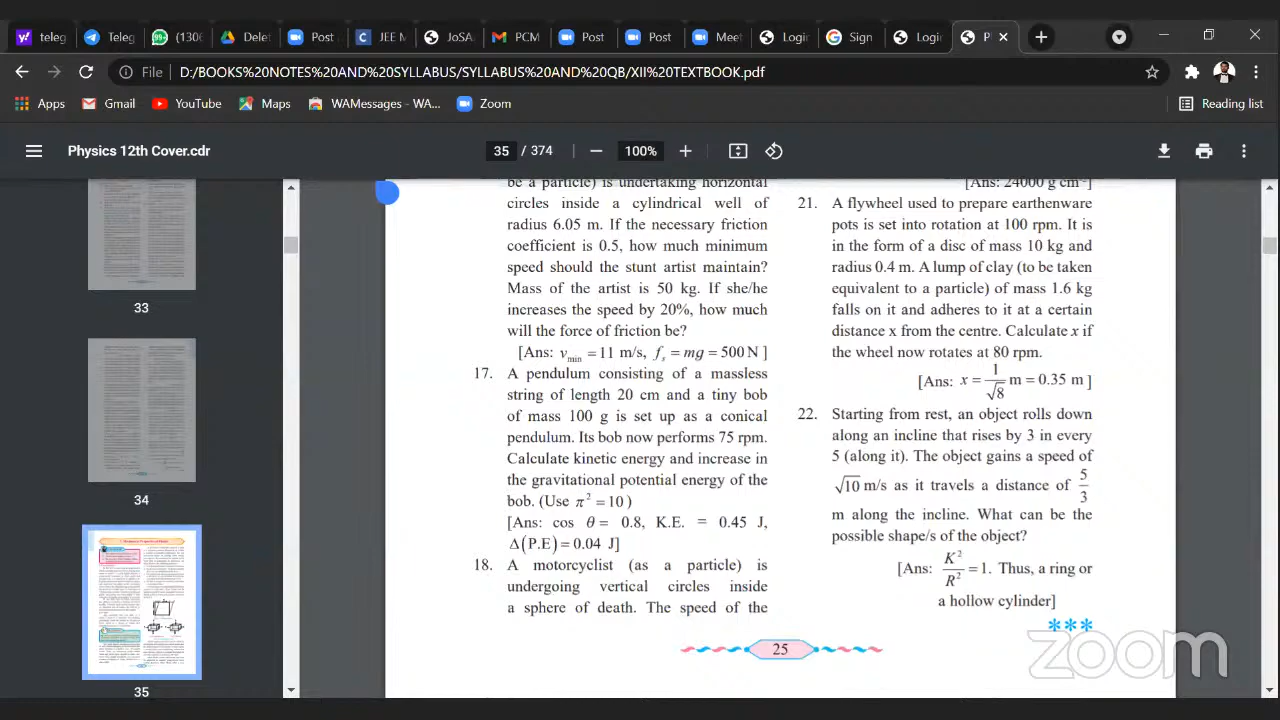 teleg
Teleg
99+
(1306
Delet
Post
JEE M
JoSA
PCM
Post
Post
Meet
Logi
Sign
Logi
P
File
D:/BOOKS%20NOTES%20AND%20SYLLABUS/SYLLABUS%20AND%20QB/XII%20TEXTBOOK.pdf
Apps
Gmail
YouTube
Maps
WAMessages - WA...
Zoom
Reading list
Physics 12th Cover.cdr
35 / 374
100%
33
34
35
be a particle) is undertaking horizontal
circles inside a cylindrical well of
radius 6.05 m. If the necessary friction
coefficient is 0.5, how much minimum
speed should the stunt artist maintain?
Mass of the artist is 50 kg. If she/he
increases the speed by 20%, how much
will the force of friction be?
[Ans: vmin = 11 m/s, fs = mg = 500 N ]
17. A pendulum consisting of a massless
string of length 20 cm and a tiny bob
of mass 100 g is set up as a conical
pendulum. Its bob now performs 75 rpm.
Calculate kinetic energy and increase in
the gravitational potential energy of the
bob. (Use π² = 10 )
[Ans: cos θ = 0.8, K.E. = 0.45 J,
Δ(P.E) = 0.04 J]
18. A motorcyclist (as a particle) is
undergoing vertical circles inside
a sphere of death. The speed of the
[Ans: 24000 g cm⁻²]
21. A flywheel used to prepare earthenware
pots is set into rotation at 100 rpm. It is
in the form of a disc of mass 10 kg and
radius 0.4 m. A lump of clay (to be taken
equivalent to a particle) of mass 1.6 kg
falls on it and adheres to it at a certain
distance x from the centre. Calculate x if
the wheel now rotates at 80 rpm.
[Ans: x = 1/√8 m = 0.35 m ]
22. Starting from rest, an object rolls down
along an incline that rises by 3 in every
5 (along it). The object gains a speed of
√10 m/s as it travels a distance of 5/3
m along the incline. What can be the
possible shape/s of the object?
[Ans: K²/R² = 1. Thus, a ring or
a hollow cylinder]
***
25
zoom